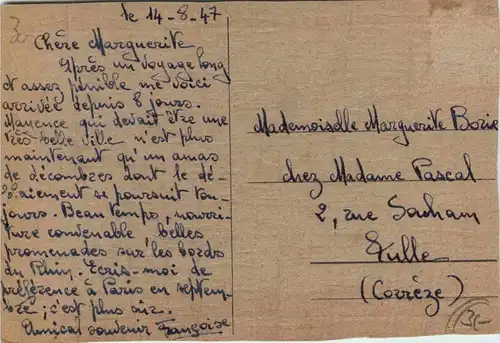 le 14-8-47
Chère Marguerite
Après un voyage long
et assez pénible me voici
arrivée depuis 8 jours.
Mayence qui devait être une
très belle ville n'est plus
maintenant qu'un amas
de décombres dont le dé-
blaiement se poursuit tou-
jours. Beau temps, nourri-
ture convenable, belles
promenades sur les bords
du Rhin. Ecris-moi de
préférence à Paris en septem-
bre; c'est plus sûr.
Amical souvenir Françoise
Mademoiselle Marguerite Borie
chez Madame Pascal
2, rue Souham
Tulle
(Corrèze)